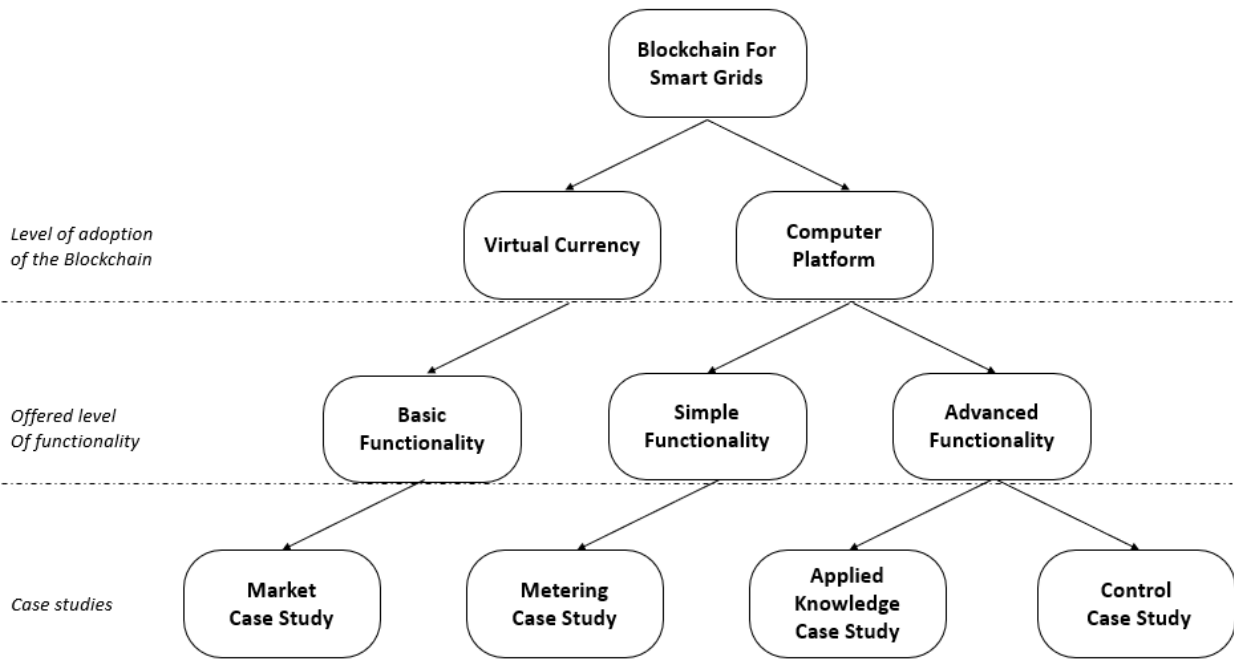 Blockchain For
Smart Grids
Level of adoption
of the Blockchain
Virtual Currency
Computer
Platform
Offered level
Of functionality
Basic
Functionality
Simple
Functionality
Advanced
Functionality
Case studies
Market
Case Study
Metering
Case Study
Applied
Knowledge
Case Study
Control
Case Study